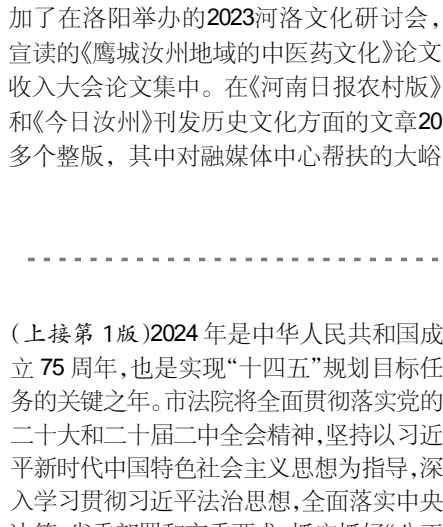 加了在洛阳举办的2023河洛文化研讨会，
宣读的《鹰城汝州地域的中医药文化》论文
收入大会论文集中。在《河南日报农村版》
和《今日汝州》刊发历史文化方面的文章20
多个整版，其中对融媒体中心帮扶的大峪
(上接第1版)2024年是中华人民共和国成
立75周年,也是实现“十四五”规划目标任
务的关键之年。市法院将全面贯彻落实党的
二十大和二十届二中全会精神,坚持以习近
平新时代中国特色社会主义思想为指导,深
入学习贯彻习近平法治思想,全面落实中央